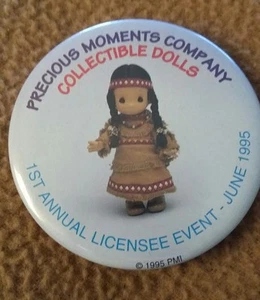 PRECIOUS MOMENTS COMPANY
COLLECTIBLE DOLLS
1ST ANNUAL LICENSEE EVENT - JUNE 1995
© 1995 PMI